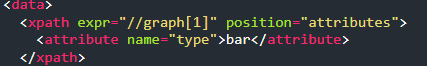 <data>
<xpath expr="//graph[1]" position="attributes">
<attribute name="type">bar</attribute>
</xpath>